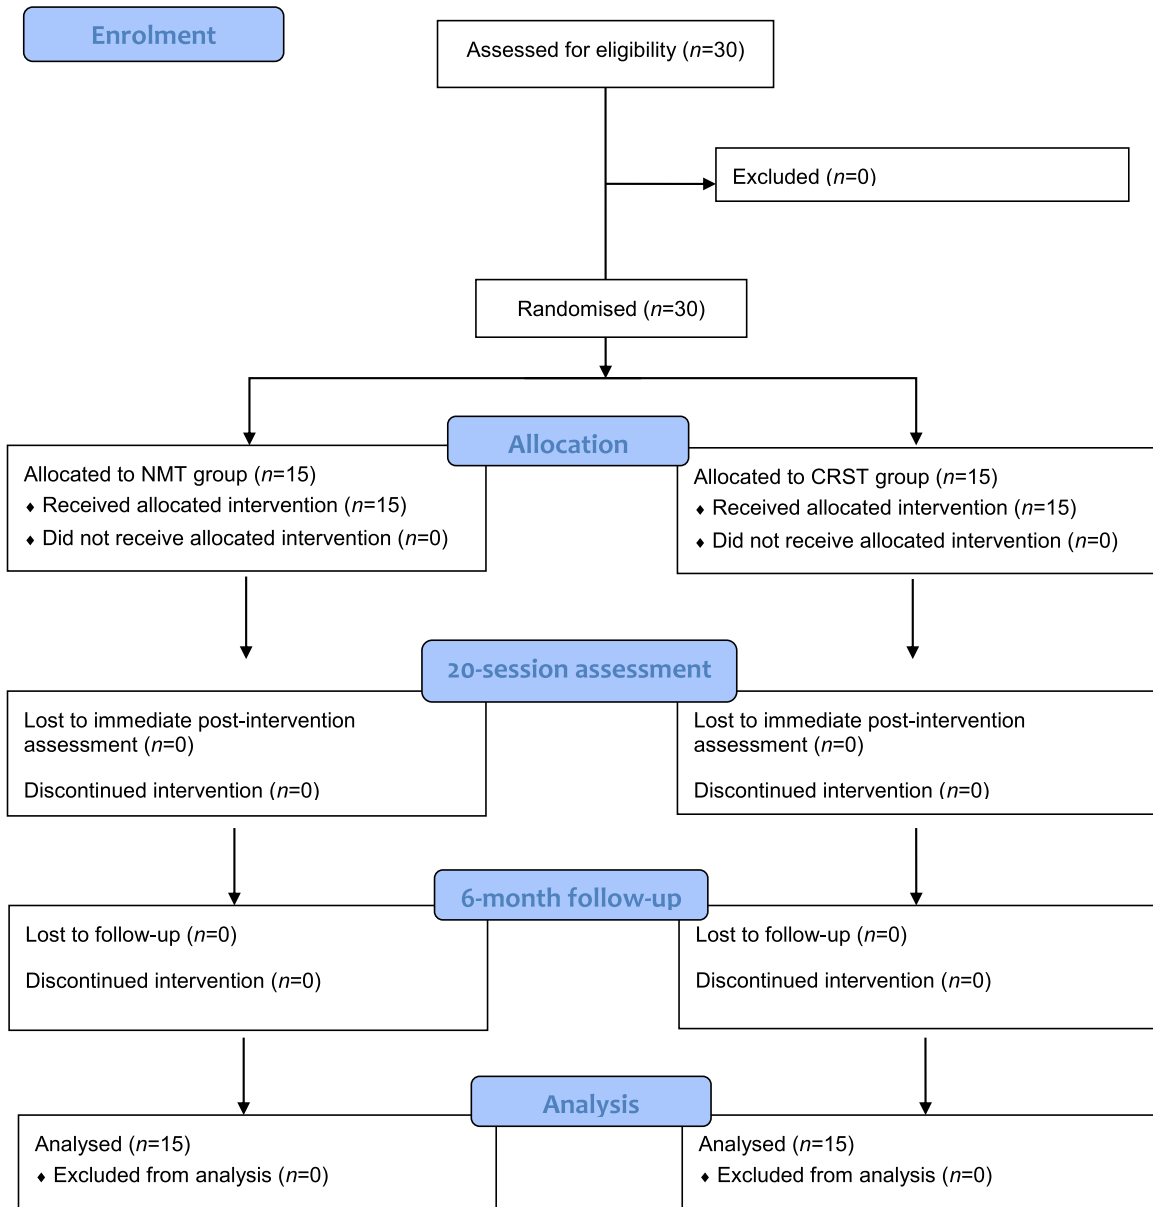 Enrolment
Assessed for eligibility (n=30)
Excluded (n=0)
Randomised (n=30)
Allocation
Allocated to NMT group (n=15)
♦ Received allocated intervention (n=15)
♦ Did not receive allocated intervention (n=0)
Allocated to CRST group (n=15)
♦ Received allocated intervention (n=15)
♦ Did not receive allocated intervention (n=0)
20-session assessment
Lost to immediate post-intervention
assessment (n=0)
Discontinued intervention (n=0)
Lost to immediate post-intervention
assessment (n=0)
Discontinued intervention (n=0)
6-month follow-up
Lost to follow-up (n=0)
Discontinued intervention (n=0)
Lost to follow-up (n=0)
Discontinued intervention (n=0)
Analysis
Analysed (n=15)
♦ Excluded from analysis (n=0)
Analysed (n=15)
♦ Excluded from analysis (n=0)